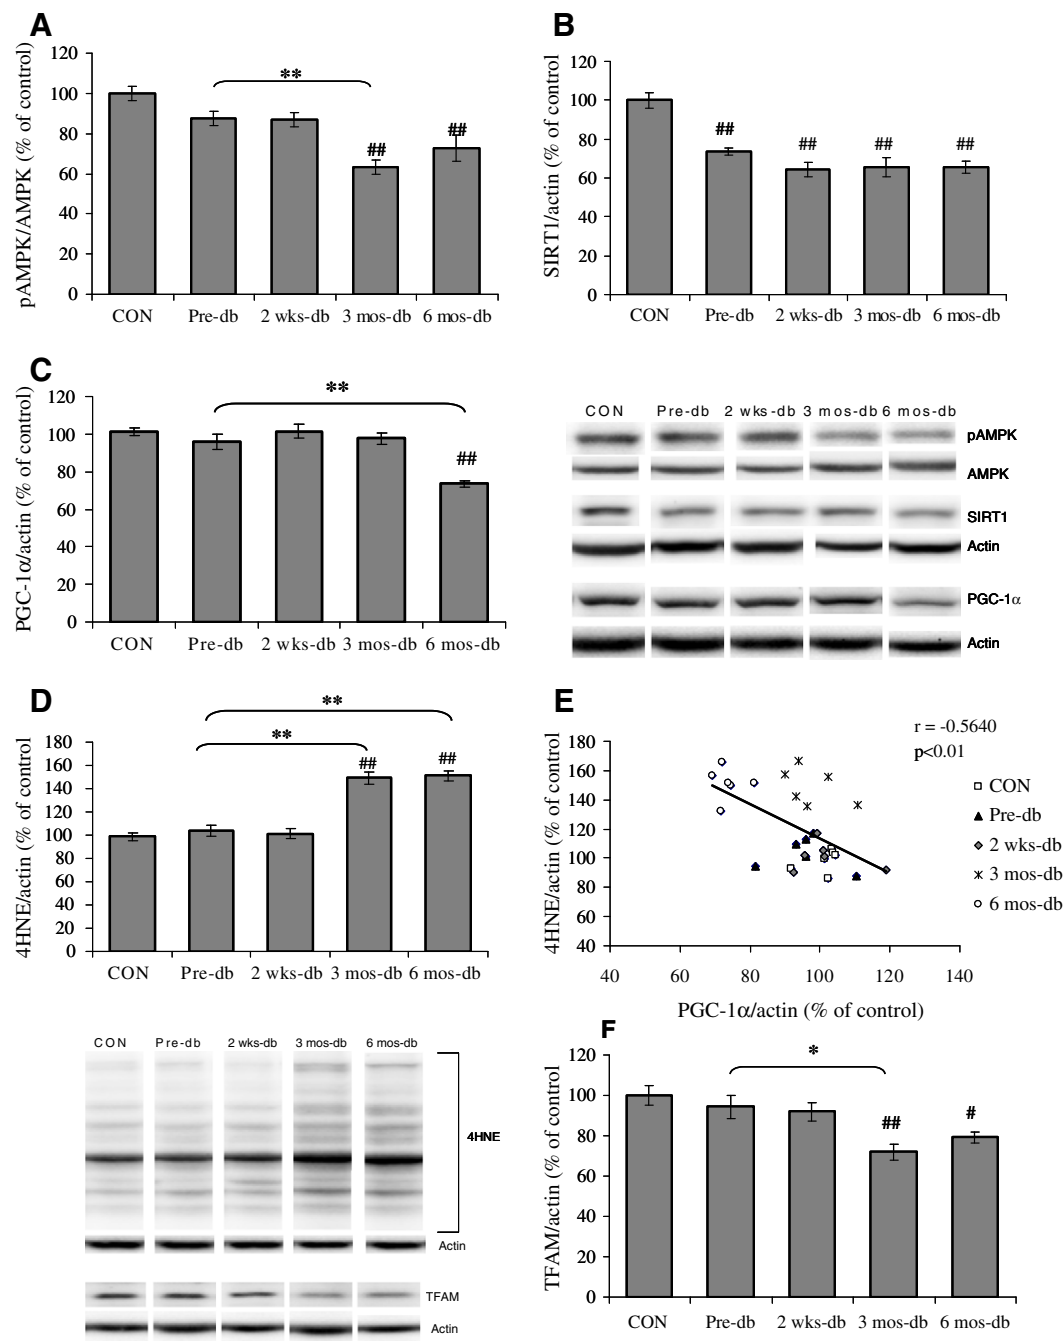 A
pAMPK/AMPK (% of control)
120
100
80
60
40
20
0
**
##
##
CON Pre-db 2 wks-db 3 mos-db 6 mos-db
B
SIRT1/actin (% of control
120
100
80
60
40
20
0
##
##
##
##
CON Pre-db 2 wks-db 3 mos-db 6 mos-db
C
PGC-1α/actin (% of control)
120
100
80
60
40
20
0
**
##
CON Pre-db 2 wks-db 3 mos-db 6 mos-db
CON Pre-db 2 wks-db 3 mos-db 6 mos-db
pAMPK
AMPK
SIRT1
Actin
PGC-1α
Actin
D
4HNE/actin (% of control
180
160
140
120
100
80
60
40
20
0
**
**
##
##
CON Pre-db 2 wks-db 3 mos-db 6 mos-db
E
4HNE/actin (% of control
180
160
140
120
100
80
60
40
40 60 80 100 120 140
PGC-1α/actin (% of control)
r = -0.5640
p<0.01
CON
Pre-db
2 wks-db
3 mos-db
6 mos-db
CON Pre-db 2 wks-db 3 mos-db 6 mos-db
4HNE
Actin
TFAM
Actin
F
TFAM/actin (% of control
120
100
80
60
40
20
0
*
##
#
CON Pre-db 2 wks-db 3 mos-db 6 mos-db